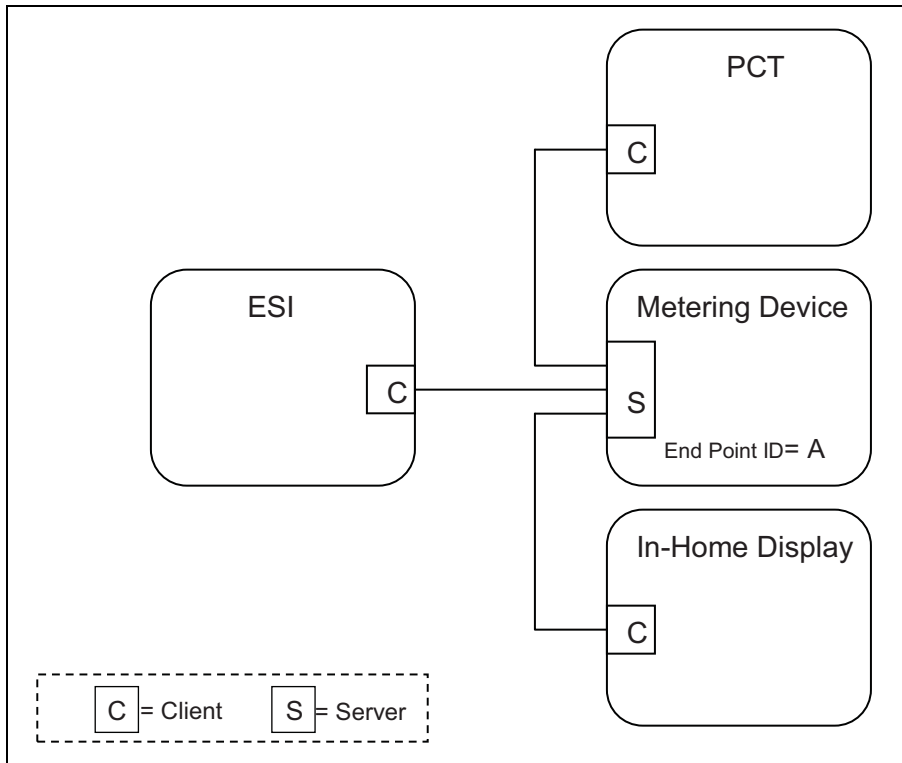 PCT
C
ESI
C
Metering Device
S
End Point ID= A
In-Home Display
C
C = Client S = Server